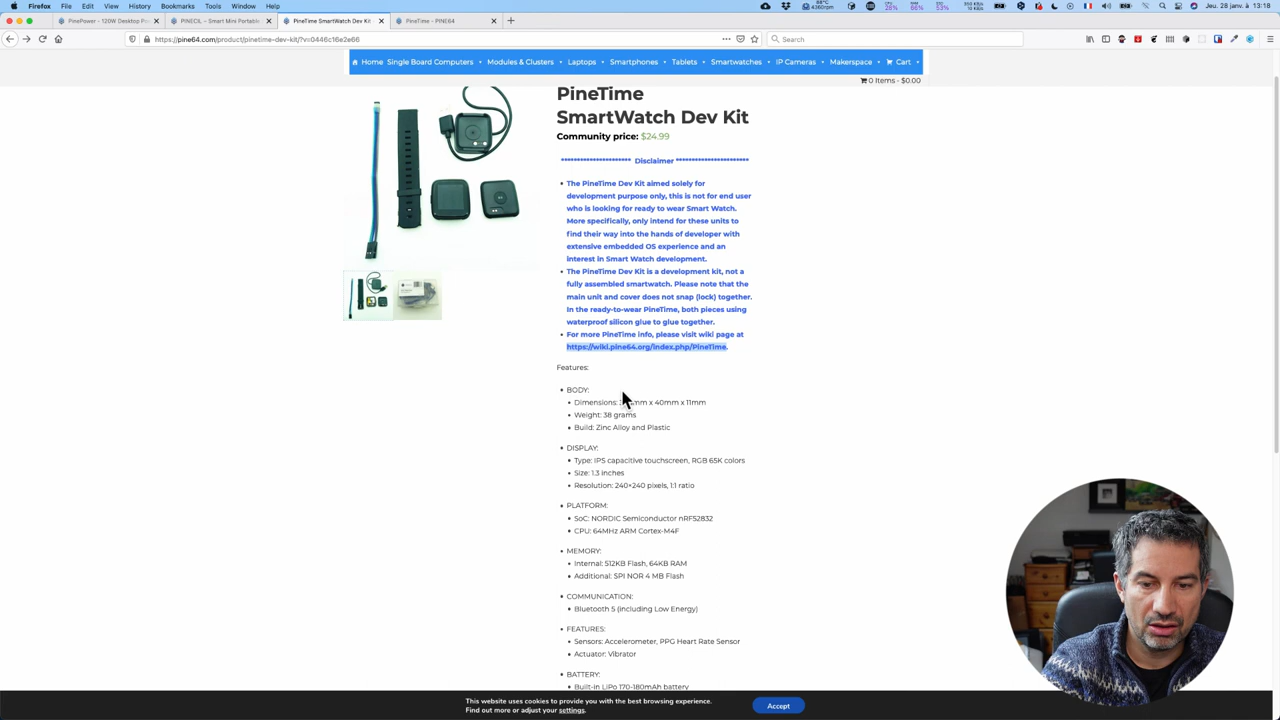 Firefox File Edit View History Bookmarks Tools Window Help
Jeu. 28 janv. à 13:18
PinePower - 120W Desktop Po
PINECIL – Smart Mini Portable
PineTime SmartWatch Dev Kit
PineTime - PINE64
https://pine64.com/product/pinetime-dev-kit/?v=0446c16e2e66
Search
Home Single Board Computers Modules & Clusters Laptops Smartphones Tablets Smartwatches IP Cameras Makerspace Cart
0 Items - $0.00
PineTime
SmartWatch Dev Kit
Community price: $24.99
********************** Disclaimer ***********************
The PineTime Dev Kit aimed solely for
development purpose only, this is not for end user
who is looking for ready to wear Smart Watch.
More specifically, only intend for these units to
find their way into the hands of developer with
extensive embedded OS experience and an
interest in Smart Watch development.
The PineTime Dev Kit is a development kit, not a
fully assembled smartwatch. Please note that the
main unit and cover does not snap (lock) together.
In the ready-to-wear PineTime, both pieces using
waterproof silicon glue to glue together.
For more PineTime info, please visit wiki page at
https://wiki.pine64.org/index.php/PineTime.
Features:
BODY:
Dimensions: mm x 40mm x 11mm
Weight: 38 grams
Build: Zinc Alloy and Plastic
DISPLAY:
Type: IPS capacitive touchscreen, RGB 65K colors
Size: 1.3 inches
Resolution: 240×240 pixels, 1:1 ratio
PLATFORM:
SoC: NORDIC Semiconductor nRF52832
CPU: 64MHz ARM Cortex-M4F
MEMORY:
Internal: 512KB Flash, 64KB RAM
Additional: SPI NOR 4 MB Flash
COMMUNICATION:
Bluetooth 5 (including Low Energy)
FEATURES:
Sensors: Accelerometer, PPG Heart Rate Sensor
Actuator: Vibrator
BATTERY:
Built-in LiPo 170-180mAh battery
This website uses cookies to provide you with the best browsing experience.
Find out more or adjust your settings.
Accept